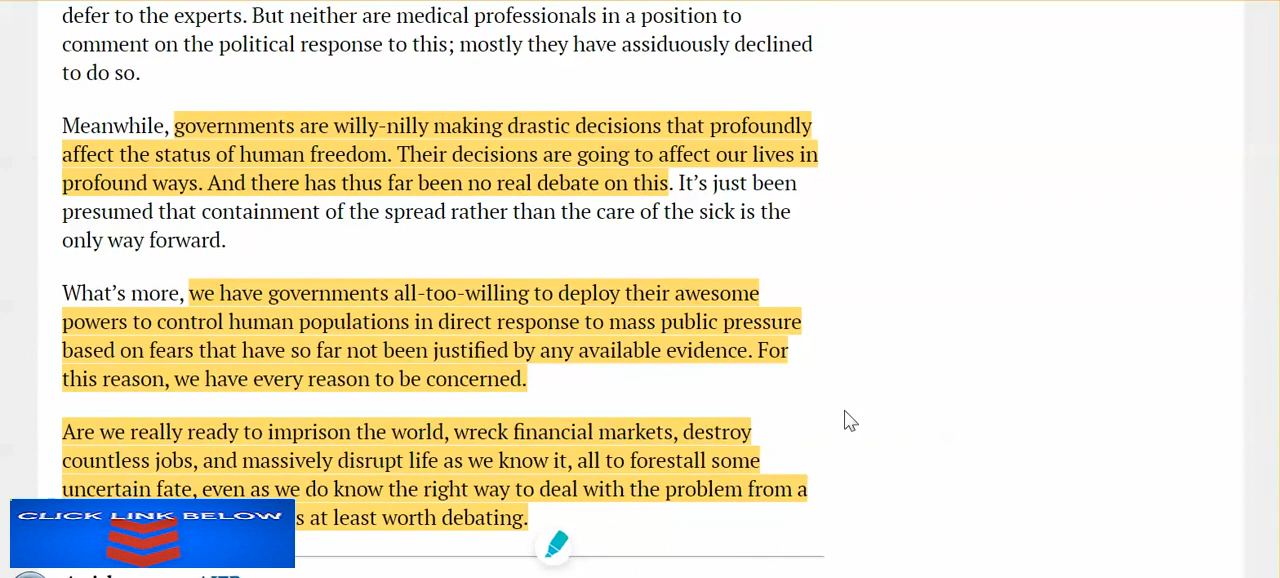 defer to the experts. But neither are medical professionals in a position to
comment on the political response to this; mostly they have assiduously declined
to do so.
Meanwhile, governments are willy-nilly making drastic decisions that profoundly
affect the status of human freedom. Their decisions are going to affect our lives in
profound ways. And there has thus far been no real debate on this. It’s just been
presumed that containment of the spread rather than the care of the sick is the
only way forward.
What’s more, we have governments all-too-willing to deploy their awesome
powers to control human populations in direct response to mass public pressure
based on fears that have so far not been justified by any available evidence. For
this reason, we have every reason to be concerned.
Are we really ready to imprison the world, wreck financial markets, destroy
countless jobs, and massively disrupt life as we know it, all to forestall some
uncertain fate, even as we do know the right way to deal with the problem from a
at least worth debating.
CLICK LINK BELOW